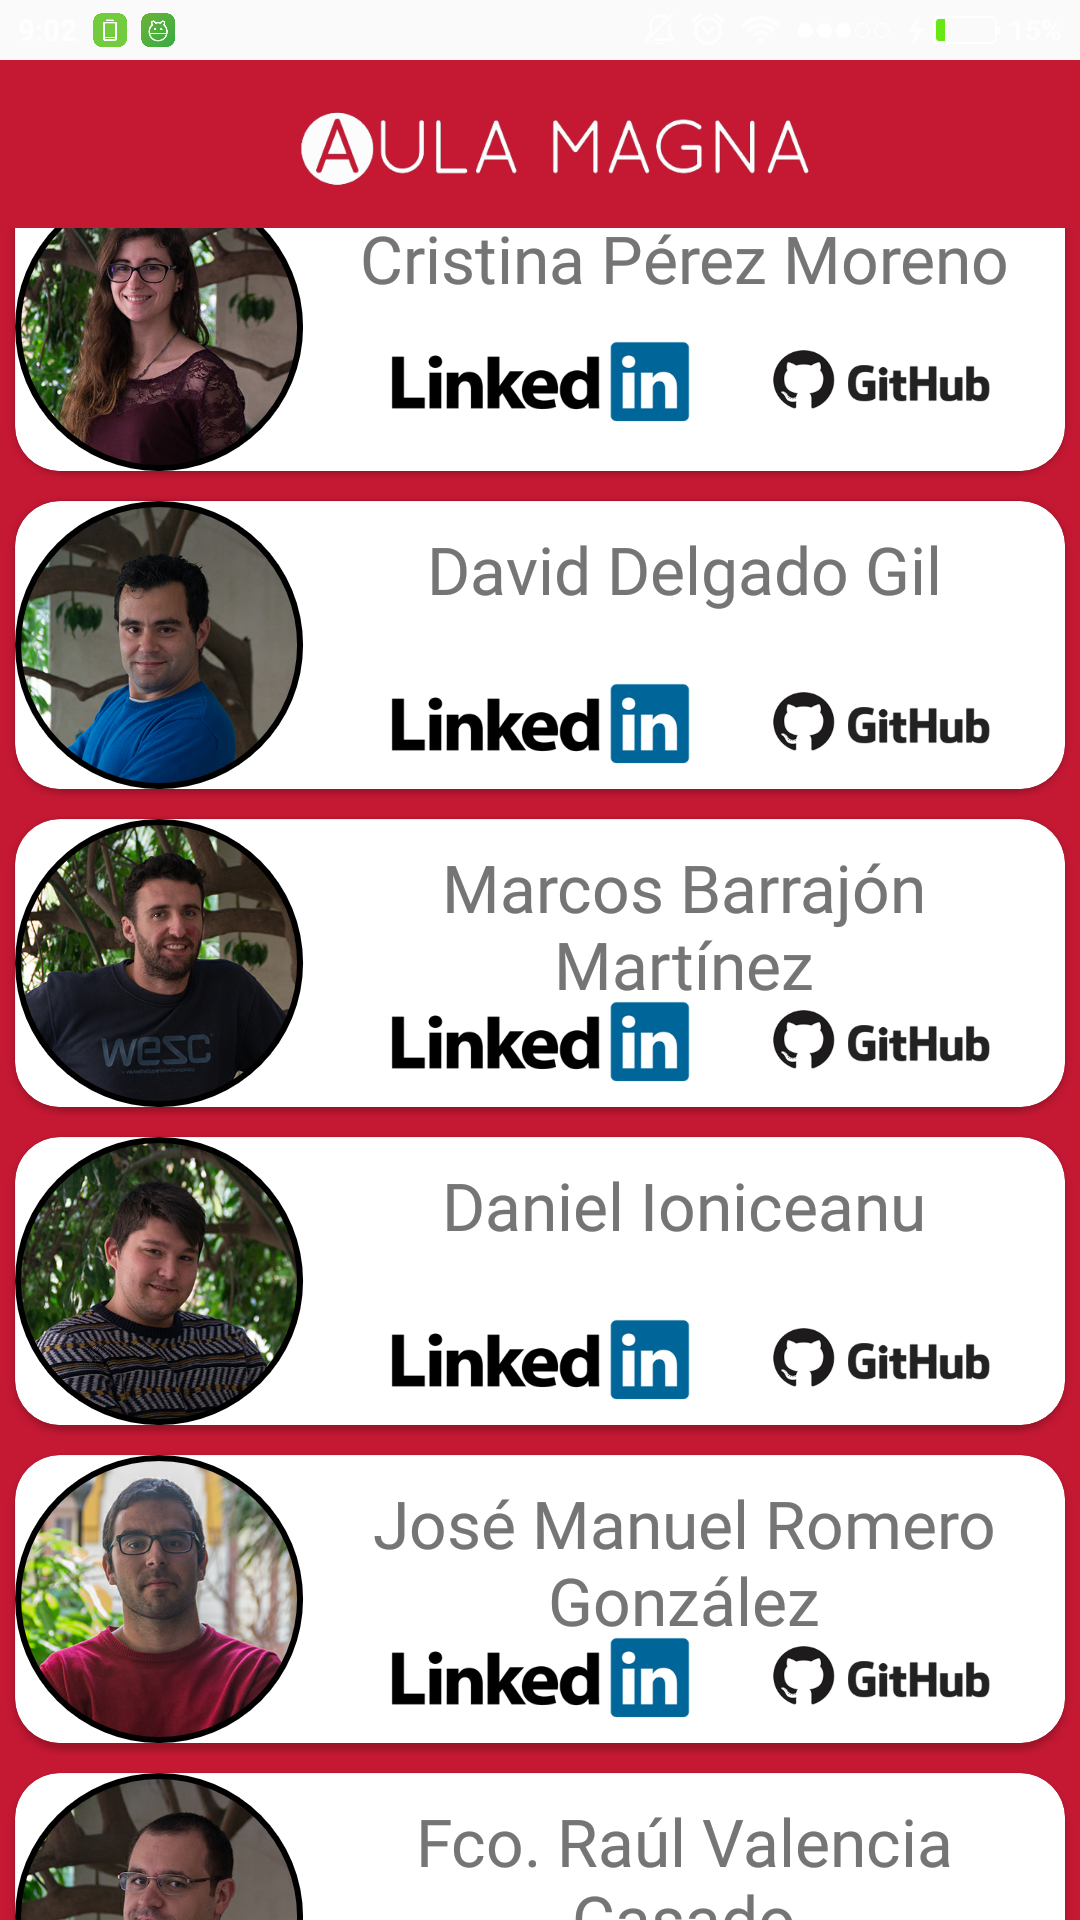 9:02 15%
AULA MAGNA
Cristina Pérez Moreno
Linked in GitHub
David Delgado Gil
Linked in GitHub
Marcos Barrajón
Martínez
wesc
Linked in GitHub
Daniel Ioniceanu
Linked in GitHub
José Manuel Romero
González
Linked in GitHub
Fco. Raúl Valencia
Casado